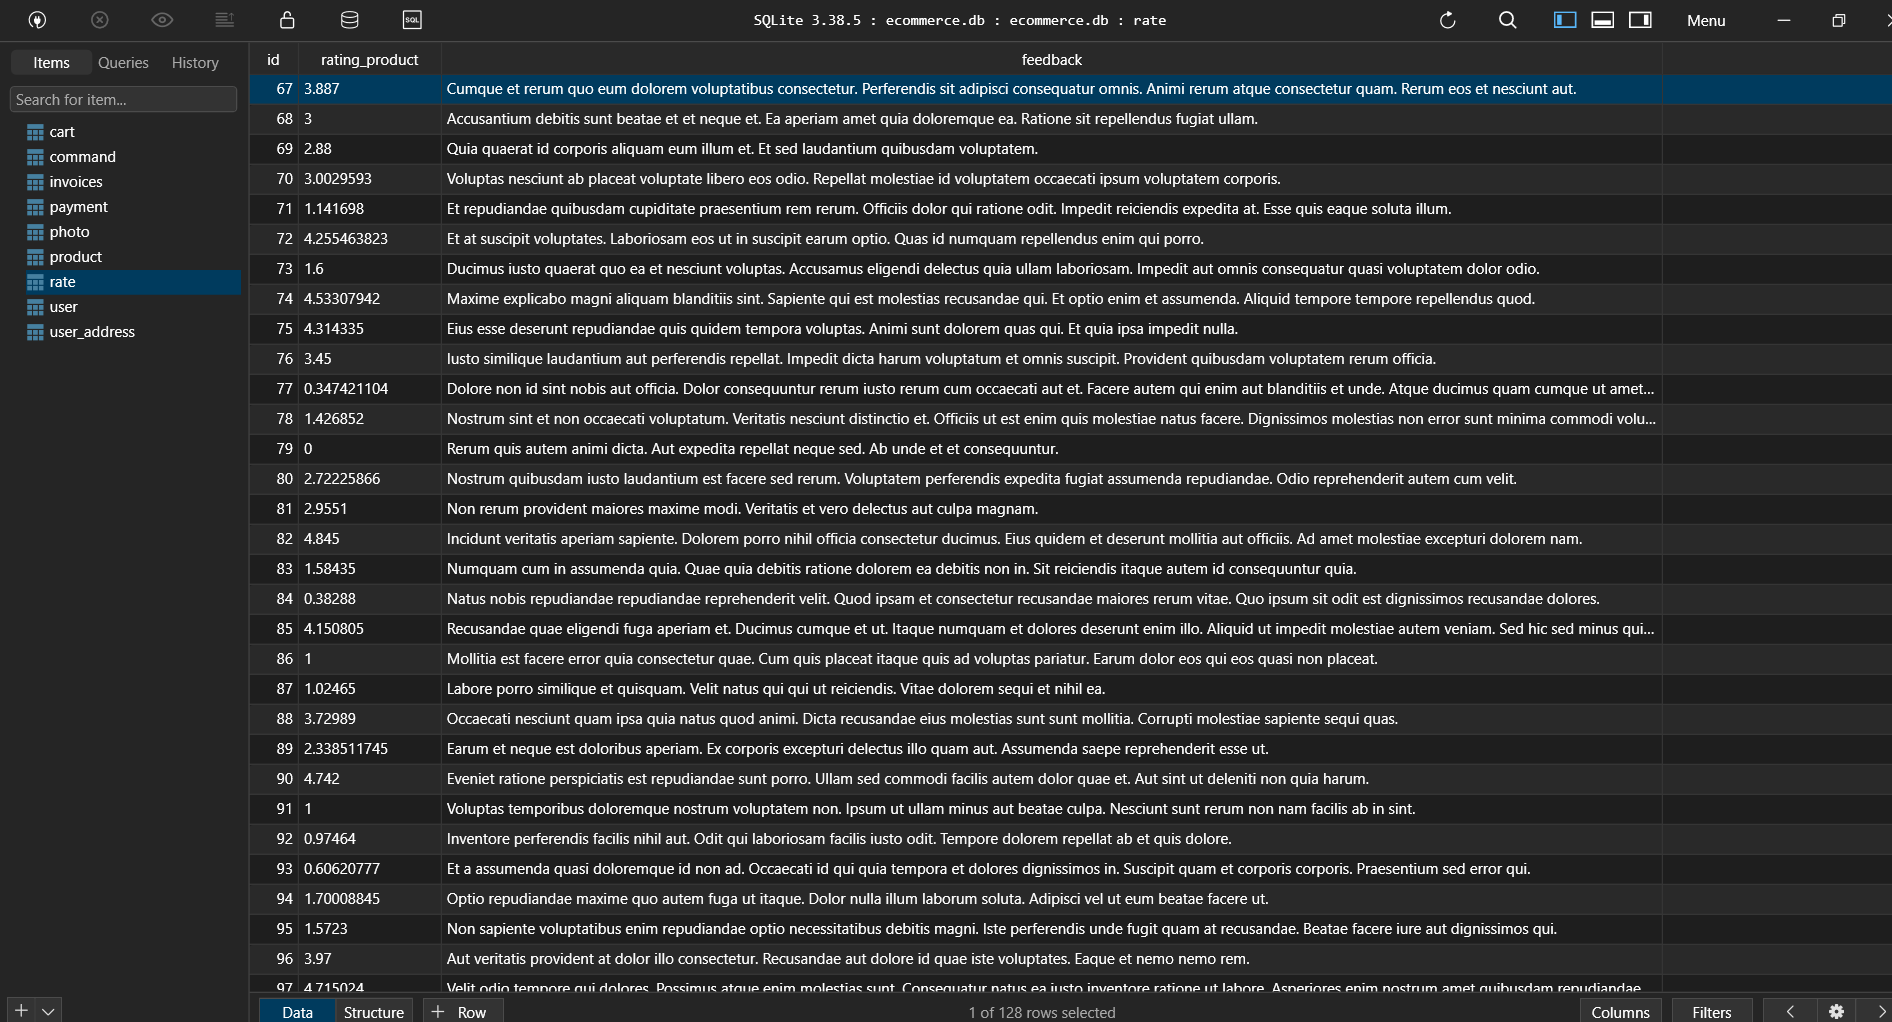 SQL
SQLite 3.38.5 : ecommerce.db : ecommerce.db : rate
Menu
Items Queries History
Search for item...
cart
command
invoices
payment
photo
product
rate
user
user_address
id rating_product feedback
67 3.887 Cumque et rerum quo eum dolorem voluptatibus consectetur. Perferendis sit adipisci consequatur omnis. Animi rerum atque consectetur quam. Rerum eos et nesciunt aut.
68 3 Accusantium debitis sunt beatae et et neque et. Ea aperiam amet quia doloremque ea. Ratione sit repellendus fugiat ullam.
69 2.88 Quia quaerat id corporis aliquam eum illum et. Et sed laudantium quibusdam voluptatem.
70 3.0029593 Voluptas nesciunt ab placeat voluptate libero eos odio. Repellat molestiae id voluptatem occaecati ipsum voluptatem corporis.
71 1.141698 Et repudiandae quibusdam cupiditate praesentium rem rerum. Officiis dolor qui ratione odit. Impedit reiciendis expedita at. Esse quis eaque soluta illum.
72 4.255463823 Et at suscipit voluptates. Laboriosam eos ut in suscipit earum optio. Quas id numquam repellendus enim qui porro.
73 1.6 Ducimus iusto quaerat quo ea et nesciunt voluptas. Accusamus eligendi delectus quia ullam laboriosam. Impedit aut omnis consequatur quasi voluptatem dolor odio.
74 4.53307942 Maxime explicabo magni aliquam blanditiis sint. Sapiente qui est molestias recusandae qui. Et optio enim et assumenda. Aliquid tempore tempore repellendus quod.
75 4.314335 Eius esse deserunt repudiandae quis quidem tempora voluptas. Animi sunt dolorem quas qui. Et quia ipsa impedit nulla.
76 3.45 Iusto similique laudantium aut perferendis repellat. Impedit dicta harum voluptatum et omnis suscipit. Provident quibusdam voluptatem rerum officia.
77 0.347421104 Dolore non id sint nobis aut officia. Dolor consequuntur rerum iusto rerum cum occaecati aut et. Facere autem qui enim aut blanditiis et unde. Atque ducimus quam cumque ut amet...
78 1.426852 Nostrum sint et non occaecati voluptatum. Veritatis nesciunt distinctio et. Officiis ut est enim quis molestiae natus facere. Dignissimos molestias non error sunt minima commodi volu...
79 0 Rerum quis autem animi dicta. Aut expedita repellat neque sed. Ab unde et et consequuntur.
80 2.72225866 Nostrum quibusdam iusto laudantium est facere sed rerum. Voluptatem perferendis expedita fugiat assumenda repudiandae. Odio reprehenderit autem cum velit.
81 2.9551 Non rerum provident maiores maxime modi. Veritatis et vero delectus aut culpa magnam.
82 4.845 Incidunt veritatis aperiam sapiente. Dolorem porro nihil officia consectetur ducimus. Eius quidem et deserunt mollitia aut officiis. Ad amet molestiae excepturi dolorem nam.
83 1.58435 Numquam cum in assumenda quia. Quae quia debitis ratione dolorem ea debitis non in. Sit reiciendis itaque autem id consequuntur quia.
84 0.38288 Natus nobis repudiandae repudiandae reprehenderit velit. Quod ipsam et consectetur recusandae maiores rerum vitae. Quo ipsum sit odit est dignissimos recusandae dolores.
85 4.150805 Recusandae quae eligendi fuga aperiam et. Ducimus cumque et ut. Itaque numquam et dolores deserunt enim illo. Aliquid ut impedit molestiae autem veniam. Sed hic sed minus qui...
86 1 Mollitia est facere error quia consectetur quae. Cum quis placeat itaque quis ad voluptas pariatur. Earum dolor eos qui eos quasi non placeat.
87 1.02465 Labore porro similique et quisquam. Velit natus qui qui ut reiciendis. Vitae dolorem sequi et nihil ea.
88 3.72989 Occaecati nesciunt quam ipsa quia natus quod animi. Dicta recusandae eius molestias sunt sunt mollitia. Corrupti molestiae sapiente sequi quas.
89 2.338511745 Earum et neque est doloribus aperiam. Ex corporis excepturi delectus illo quam aut. Assumenda saepe reprehenderit esse ut.
90 4.742 Eveniet ratione perspiciatis est repudiandae sunt porro. Ullam sed commodi facilis autem dolor quae et. Aut sint ut deleniti non quia harum.
91 1 Voluptas temporibus doloremque nostrum voluptatem non. Ipsum ut ullam minus aut beatae culpa. Nesciunt sunt rerum non nam facilis ab in sint.
92 0.97464 Inventore perferendis facilis nihil aut. Odit qui laboriosam facilis iusto odit. Tempore dolorem repellat ab et quis dolore.
93 0.60620777 Et a assumenda quasi doloremque id non ad. Occaecati id qui quia tempora et dolores dignissimos in. Suscipit quam et corporis corporis. Praesentium sed error qui.
94 1.70008845 Optio repudiandae maxime quo autem fuga ut itaque. Dolor nulla illum laborum soluta. Adipisci vel ut eum beatae facere ut.
95 1.5723 Non sapiente voluptatibus enim repudiandae optio necessitatibus debitis magni. Iste perferendis unde fugit quam at recusandae. Beatae facere iure aut dignissimos qui.
96 3.97 Aut veritatis provident at dolor illo consectetur. Recusandae aut dolore id quae iste voluptates. Eaque et nemo nemo rem.
97 4.715024 Velit odio tempore qui dolores. Possimus atque enim molestias sunt. Consequatur natus ea iusto inventore ratione ut labore. Asperiores enim nostrum amet quibusdam repudiandae
Data Structure + Row 1 of 128 rows selected Columns Filters